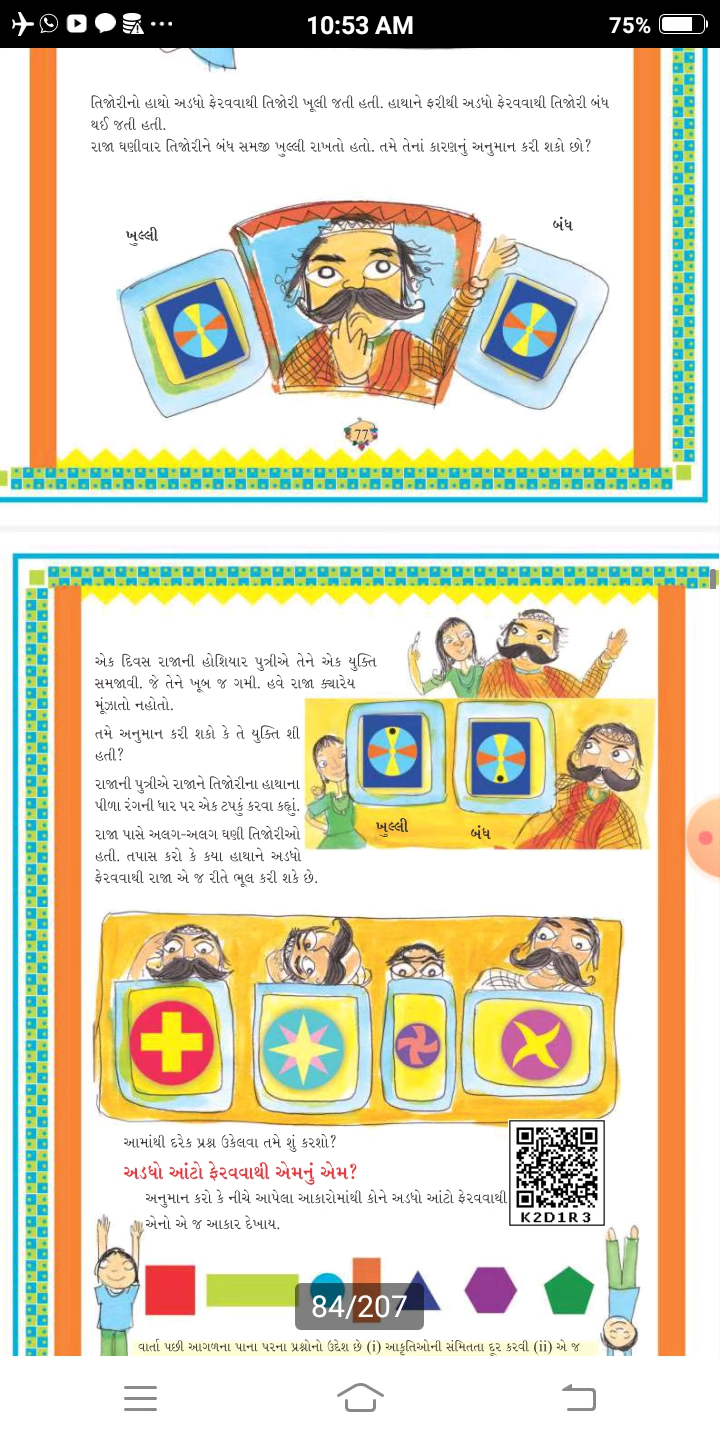 10:53 AM
75%
તિજોરીનો હાથો અડધો ફેરવવાથી તિજોરી ખૂલી જતી હતી. હાથાને ફરીથી અડધો ફેરવવાથી તિજોરી બંધ
થઈ જતી હતી.
રાજા ઘણીવાર તિજોરીને બંધ સમજી ખુલ્લી રાખતો હતો. તમે તેનાં કારણનું અનુમાન કરી શકો છો?
ખુલ્લી
બંધ
77
એક દિવસ રાજાની હોશિયાર પુત્રીએ તેને એક યુક્તિ
સમજાવી. જે તેને ખૂબ જ ગમી. હવે રાજા ક્યારેય
મૂંઝાતો નહોતો.
તમે અનુમાન કરી શકો કે તે યુક્તિ શી
હતી?
રાજાની પુત્રીએ રાજાને તિજોરીના હાથાના
પીળા રંગની ધાર પર એક ટપકું કરવા કહ્યું.
રાજા પાસે અલગ-અલગ ઘણી તિજોરીઓ
હતી. તપાસ કરો કે કયા હાથાને અડધો
ફેરવવાથી રાજા એ જ રીતે ભૂલ કરી શકે છે.
ખુલ્લી
બંધ
આમાંથી દરેક પ્રશ્ન ઉકેલવા તમે શું કરશો?
અડધો આંટો ફેરવવાથી એમનું એમ?
અનુમાન કરો કે નીચે આપેલા આકારોમાંથી કોને અડધો આંટો ફેરવવાથી
એનો એ જ આકાર દેખાય.
K2D1R3
84/207
વાર્તા પછી આગળના પાના પરના પ્રશ્નોનો ઉદેશ છે (i) આકૃતિઓની સંમિતતા દૂર કરવી (ii) એ જ